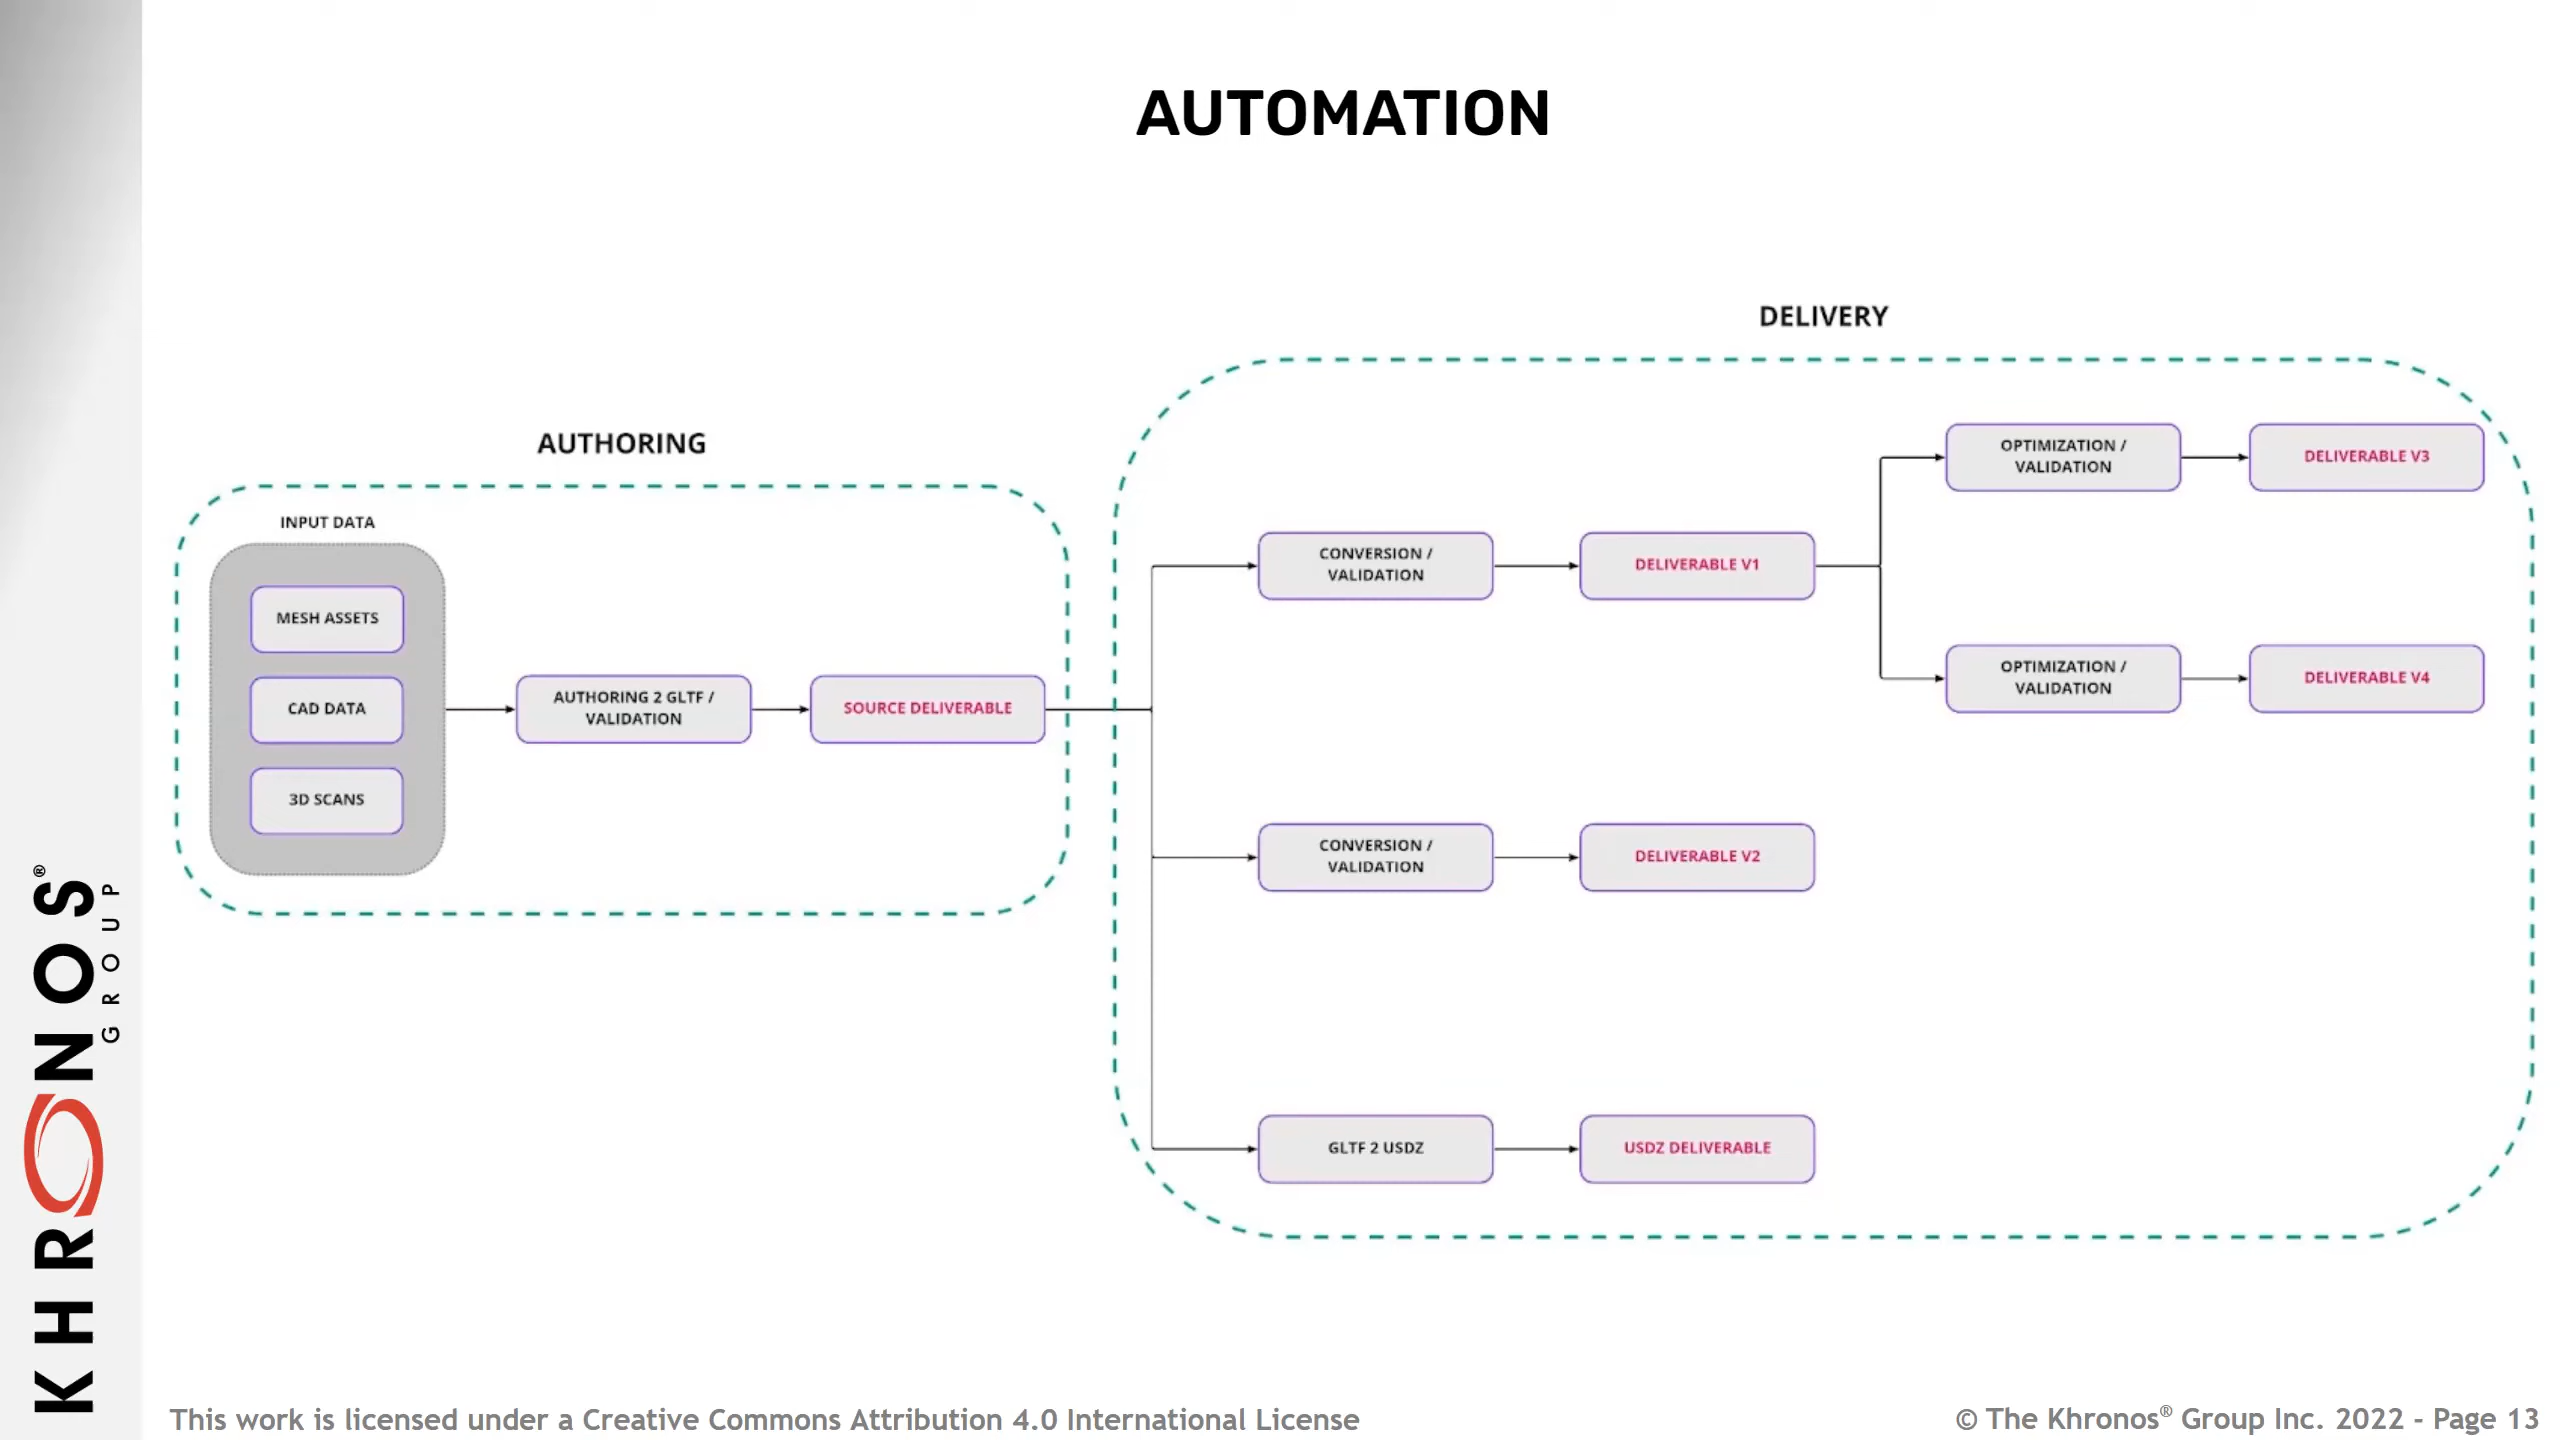 AUTOMATION
AUTHORING
INPUT DATA
MESH ASSETS
CAD DATA
3D SCANS
AUTHORING 2 GLTF /
VALIDATION
SOURCE DELIVERABLE
DELIVERY
CONVERSION /
VALIDATION
DELIVERABLE V1
OPTIMIZATION /
VALIDATION
DELIVERABLE V3
OPTIMIZATION /
VALIDATION
DELIVERABLE V4
CONVERSION /
VALIDATION
DELIVERABLE V2
GLTF 2 USDZ
USDZ DELIVERABLE
KHRONOS®
GROUP
This work is licensed under a Creative Commons Attribution 4.0 International License
© The Khronos® Group Inc. 2022 - Page 13